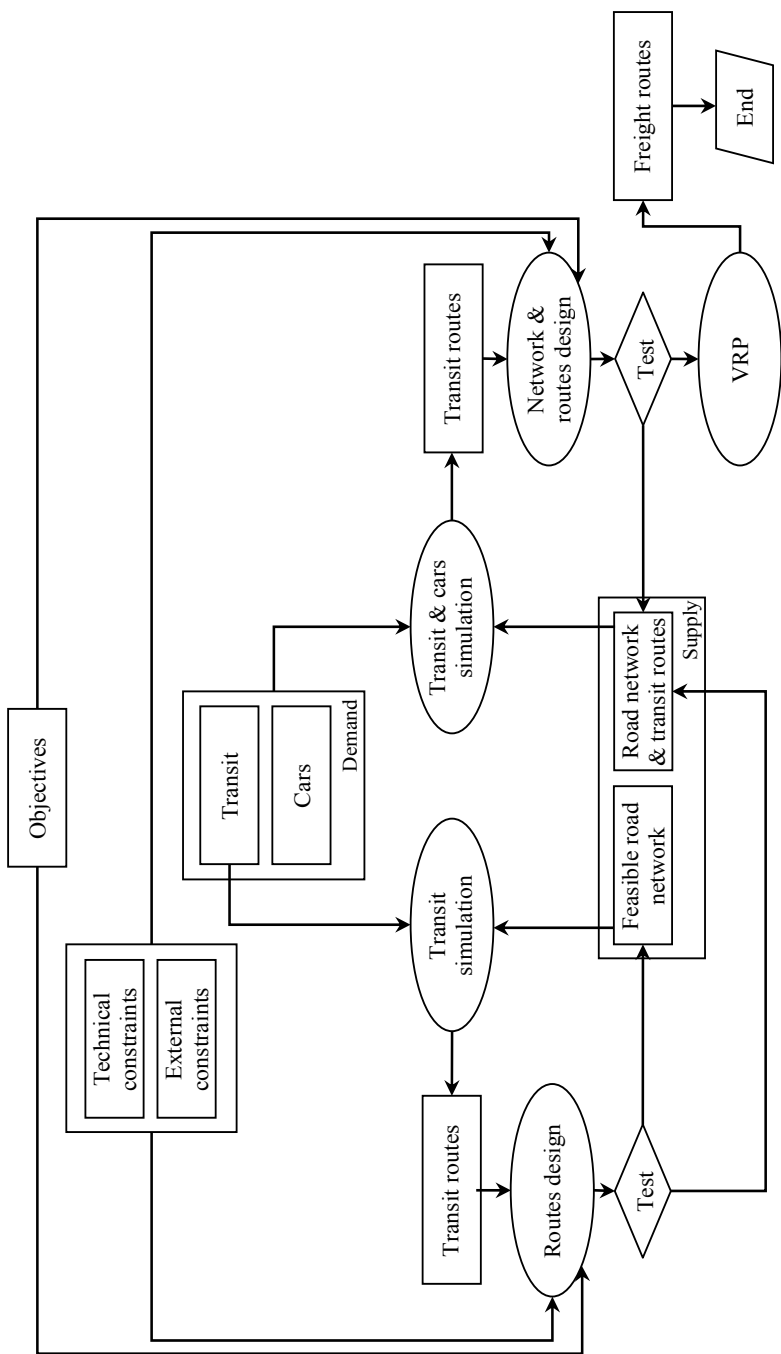 Objectives
Technical
constraints
External
constraints
Transit
Cars
Demand
Transit routes
Transit
simulation
Transit & cars
simulation
Transit routes
Routes design
Network &
routes design
Test
Feasible road
network
Road network
& transit routes
Supply
Test
VRP
Freight routes
End